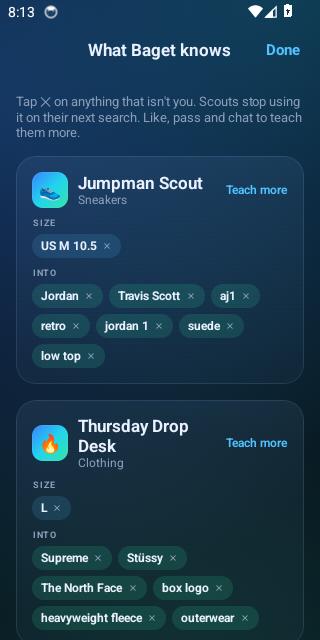 8:13
What Baget knows
Done
Tap ✕ on anything that isn't you. Scouts stop using
it on their next search. Like, pass and chat to teach
them more.
Jumpman Scout
Sneakers
Teach more
SIZE
US M 10.5 ×
INTO
Jordan × Travis Scott × aj1 ×
retro × jordan 1 × suede ×
low top ×
Thursday Drop
Desk
Clothing
Teach more
SIZE
L ×
INTO
Supreme × Stüssy ×
The North Face × box logo ×
heavyweight fleece × outerwear ×